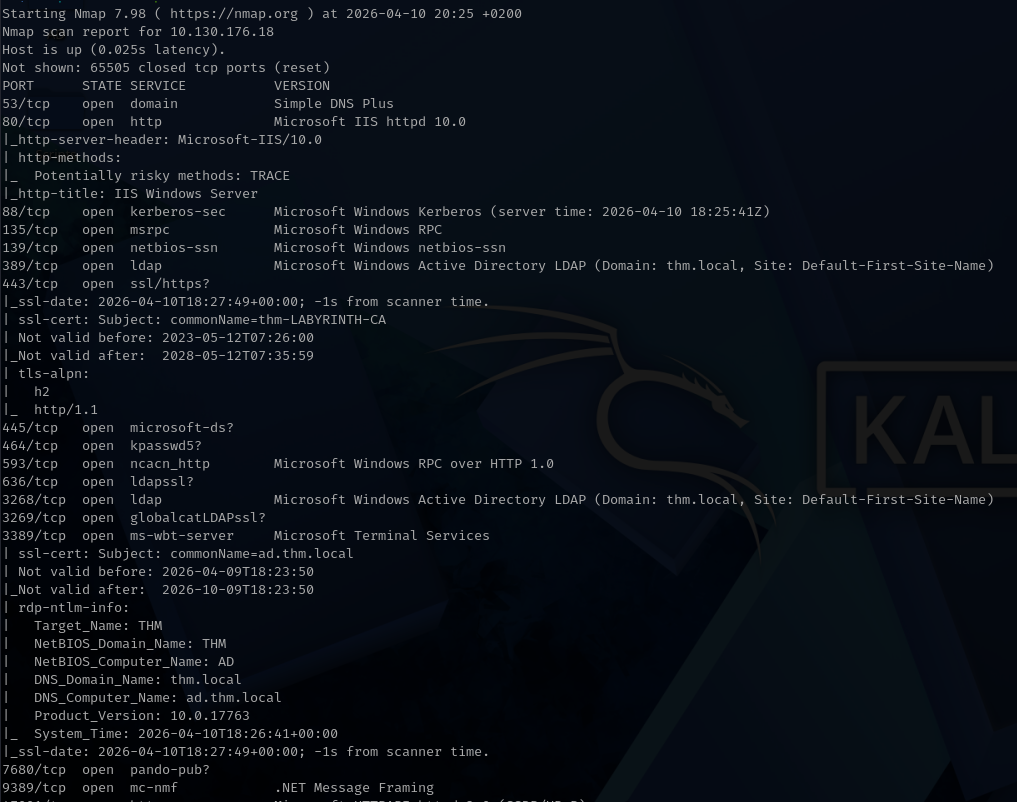 Starting Nmap 7.98 ( https://nmap.org ) at 2026-04-10 20:25 +0200
Nmap scan report for 10.130.176.18
Host is up (0.025s latency).
Not shown: 65505 closed tcp ports (reset)
PORT      STATE SERVICE           VERSION
53/tcp    open  domain            Simple DNS Plus
80/tcp    open  http              Microsoft IIS httpd 10.0
|_http-server-header: Microsoft-IIS/10.0
| http-methods:
|_  Potentially risky methods: TRACE
|_http-title: IIS Windows Server
88/tcp    open  kerberos-sec      Microsoft Windows Kerberos (server time: 2026-04-10 18:25:41Z)
135/tcp   open  msrpc             Microsoft Windows RPC
139/tcp   open  netbios-ssn       Microsoft Windows netbios-ssn
389/tcp   open  ldap              Microsoft Windows Active Directory LDAP (Domain: thm.local, Site: Default-First-Site-Name)
443/tcp   open  ssl/https?
|_ssl-date: 2026-04-10T18:27:49+00:00; -1s from scanner time.
| ssl-cert: Subject: commonName=thm-LABYRINTH-CA
| Not valid before: 2023-05-12T07:26:00
|_Not valid after:  2028-05-12T07:35:59
| tls-alpn:
|   h2
|_  http/1.1
445/tcp   open  microsoft-ds?
464/tcp   open  kpasswd5?
593/tcp   open  ncacn_http        Microsoft Windows RPC over HTTP 1.0
636/tcp   open  ldapssl?
3268/tcp  open  ldap              Microsoft Windows Active Directory LDAP (Domain: thm.local, Site: Default-First-Site-Name)
3269/tcp  open  globalcatLDAPssl?
3389/tcp  open  ms-wbt-server     Microsoft Terminal Services
| ssl-cert: Subject: commonName=ad.thm.local
| Not valid before: 2026-04-09T18:23:50
|_Not valid after:  2026-10-09T18:23:50
| rdp-ntlm-info:
|   Target_Name: THM
|   NetBIOS_Domain_Name: THM
|   NetBIOS_Computer_Name: AD
|   DNS_Domain_Name: thm.local
|   DNS_Computer_Name: ad.thm.local
|   Product_Version: 10.0.17763
|_  System_Time: 2026-04-10T18:26:41+00:00
|_ssl-date: 2026-04-10T18:27:49+00:00; -1s from scanner time.
7680/tcp  open  pando-pub?
9389/tcp  open  mc-nmf            .NET Message Framing
KAL